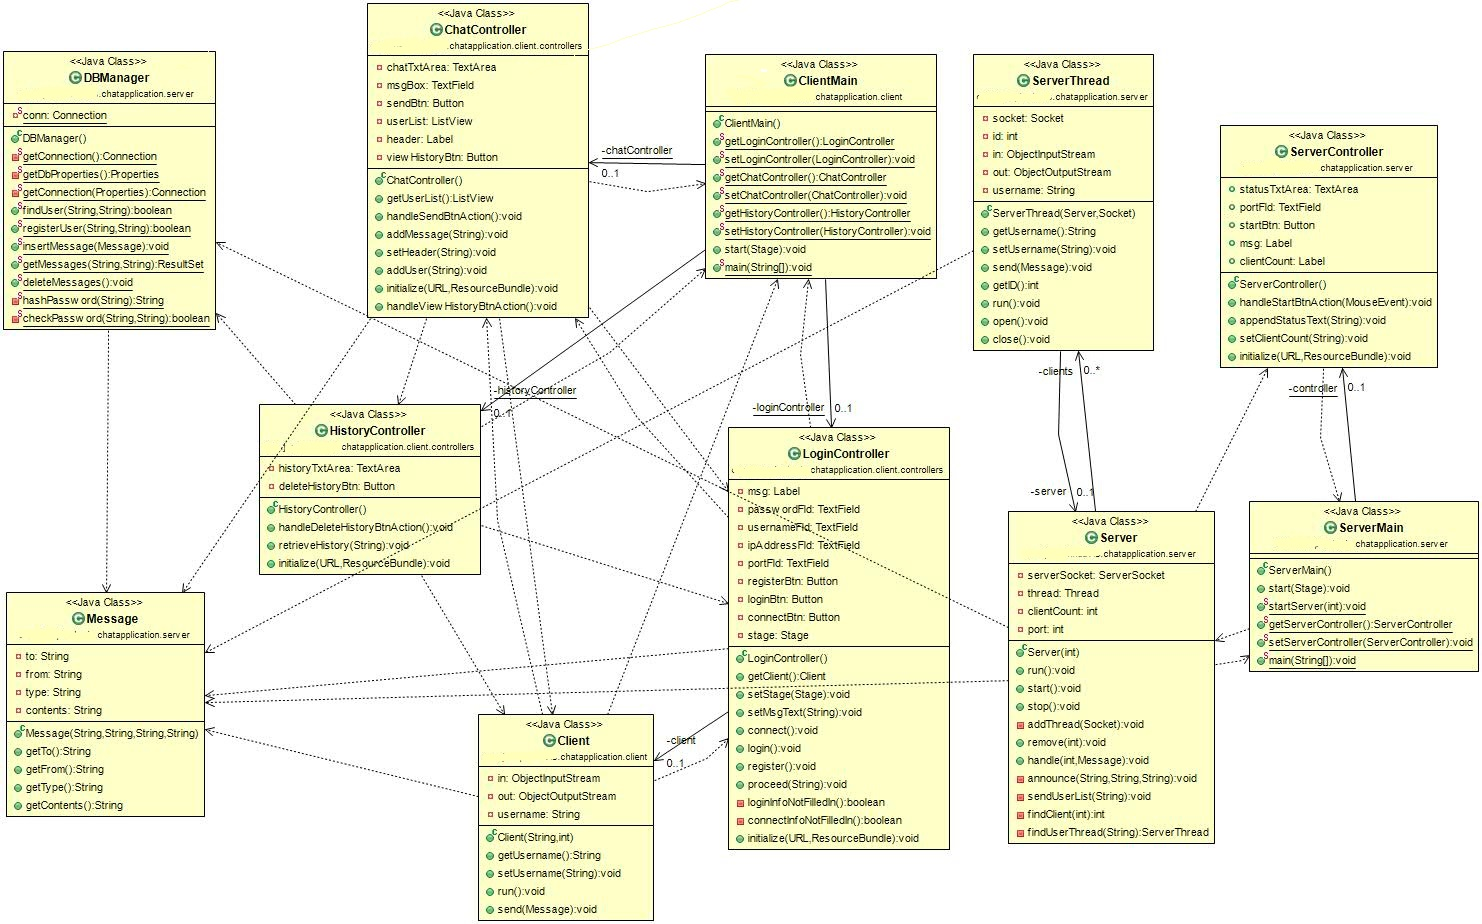 <<Java Class>>
ChatController
.chatapplication.client.controllers
chatTxtArea: TextArea
msgBox: TextField
sendBtn: Button
userList: ListView
header: Label
view HistoryBtn: Button
ChatController()
getUserList():ListView
handleSendBtnAction():void
addMessage(String):void
setHeader(String):void
addUser(String):void
initialize(URL,ResourceBundle):void
handleView HistoryBtnAction():void
<<Java Class>>
DBManager
.chatapplication.server
conn: Connection
DBManager()
getConnection():Connection
getDbProperties():Properties
getConnection(Properties):Connection
findUser(String,String):boolean
registerUser(String,String):boolean
insertMessage(Message):void
getMessages(String,String):ResultSet
deleteMessages():void
hashPassw ord(String):String
checkPassw ord(String,String):boolean
<<Java Class>>
ClientMain
chatapplication.client
ClientMain()
getLoginController():LoginController
setLoginController(LoginController):void
getChatController():ChatController
setChatController(ChatController):void
getHistoryController():HistoryController
setHistoryController(HistoryController):void
start(Stage):void
main(String[]):void
<<Java Class>>
ServerThread
.chatapplication.server
socket: Socket
id: int
in: ObjectInputStream
out: ObjectOutputStream
username: String
ServerThread(Server,Socket)
getUsername():String
setUsername(String):void
send(Message):void
getID():int
run():void
open():void
close():void
<<Java Class>>
ServerController
chatapplication.server
statusTxtArea: TextArea
portFld: TextField
startBtn: Button
msg: Label
clientCount: Label
ServerController()
handleStartBtnAction(MouseEvent):void
appendStatusText(String):void
setClientCount(String):void
initialize(URL,ResourceBundle):void
-chatController
0..1
-historyController
0..1
-loginController
0..1
-clients
0..*
-server
0..1
-controller
0..1
<<Java Class>>
HistoryController
chatapplication.client.controllers
historyTxtArea: TextArea
deleteHistoryBtn: Button
HistoryController()
handleDeleteHistoryBtnAction():void
retrieveHistory(String):void
initialize(URL,ResourceBundle):void
<<Java Class>>
LoginController
chatapplication.client.controllers
msg: Label
passw ordFld: TextField
usernameFld: TextField
ipAddressFld: TextField
portFld: TextField
registerBtn: Button
loginBtn: Button
connectBtn: Button
stage: Stage
LoginController()
getClient():Client
setStage(Stage):void
setMsgText(String):void
connect():void
login():void
register():void
proceed(String):void
loginInfoNotFilledIn():boolean
connectInfoNotFilledIn():boolean
initialize(URL,ResourceBundle):void
<<Java Class>>
Server
.chatapplication.server
serverSocket: ServerSocket
thread: Thread
clientCount: int
port: int
Server(int)
run():void
start():void
stop():void
addThread(Socket):void
remove(int):void
handle(int,Message):void
announce(String,String,String):void
sendUserList(String):void
findClient(int):int
findUserThread(String):ServerThread
<<Java Class>>
ServerMain
chatapplication.server
ServerMain()
start(Stage):void
startServer(int):void
getServerController():ServerController
setServerController(ServerController):void
main(String[]):void
<<Java Class>>
Message
chatapplication.server
to: String
from: String
type: String
contents: String
Message(String,String,String,String)
getTo():String
getFrom():String
getType():String
getContents():String
<<Java Class>>
Client
.chatapplication.client
in: ObjectInputStream
out: ObjectOutputStream
username: String
Client(String,int)
getUsername():String
setUsername(String):void
run():void
send(Message):void
-client
0..1